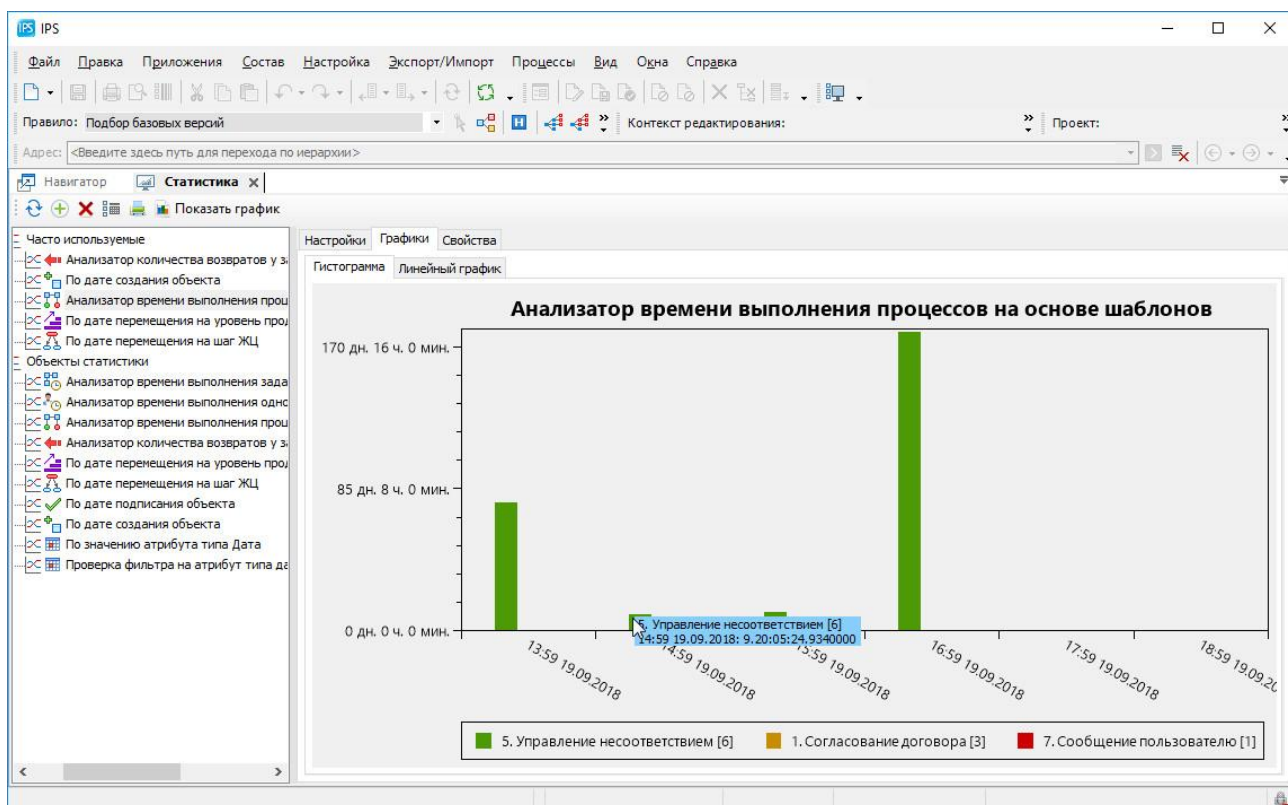 IPS IPS
Файл Правка Приложения Состав Настройка Экспорт/Импорт Процессы Вид Окна Справка
Правило: Подбор базовых версий Контекст редактирования: Проект:
Адрес: <Введите здесь путь для перехода по иерархии>
Навигатор Статистика
Показать график
Часто используемые
Анализатор количества возвратов у з
По дате создания объекта
Анализатор времени выполнения проц
По дате перемещения на уровень прод
По дате перемещения на шаг ЖЦ
Объекты статистики
Анализатор времени выполнения зада
Анализатор времени выполнения одно
Анализатор времени выполнения проц
Анализатор количества возвратов у з
По дате перемещения на уровень прод
По дате перемещения на шаг ЖЦ
По дате подписания объекта
По дате создания объекта
По значению атрибута типа Дата
Проверка фильтра на атрибут типа да
Настройки Графики Свойства
Гистограмма Линейный график
Анализатор времени выполнения процессов на основе шаблонов
170 дн. 16 ч. 0 мин.
85 дн. 8 ч. 0 мин.
0 дн. 0 ч. 0 мин.
5. Управление несоответствием [6]
14:59 19.09.2018: 9.20:05:24.9340000
13:59 19.09.2018
14:59 19.09.2018
15:59 19.09.2018
16:59 19.09.2018
17:59 19.09.2018
18:59 19.09.20
5. Управление несоответствием [6] 1. Согласование договора [3] 7. Сообщение пользователю [1]